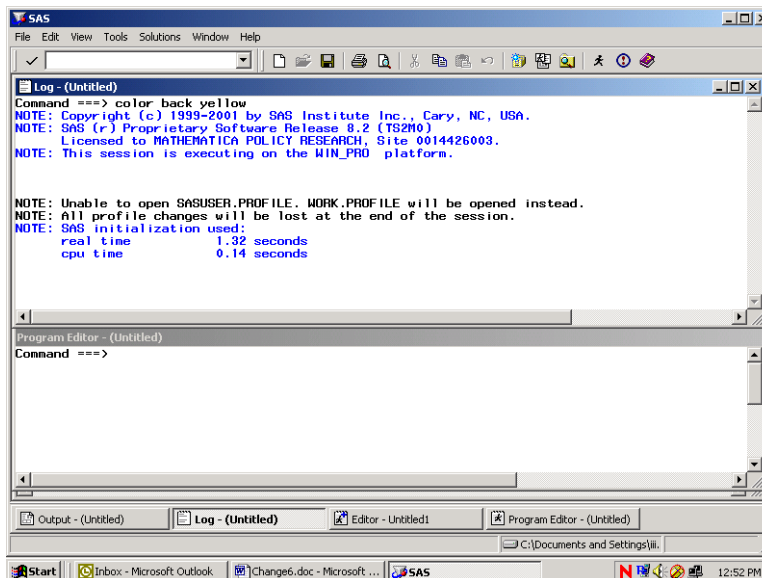 SAS
File Edit View Tools Solutions Window Help
Log - (Untitled)
Command ===> color back yellow
NOTE: Copyright (c) 1999-2001 by SAS Institute Inc., Cary, NC, USA.
NOTE: SAS (r) Proprietary Software Release 8.2 (TS2M0)
      Licensed to MATHEMATICA POLICY RESEARCH, Site 0014426003.
NOTE: This session is executing on the WIN_PRO  platform.
NOTE: Unable to open SASUSER.PROFILE. WORK.PROFILE will be opened instead.
NOTE: All profile changes will be lost at the end of the session.
NOTE: SAS initialization used:
      real time           1.32 seconds
      cpu time            0.14 seconds
Program Editor - (Untitled)
Command ===>
Output - (Untitled) Log - (Untitled) Editor - Untitled1 Program Editor - (Untitled)
C:\Documents and Settings\iii.
Start Inbox - Microsoft Outlook Change6.doc - Microsoft ... SAS N 12:52 PM